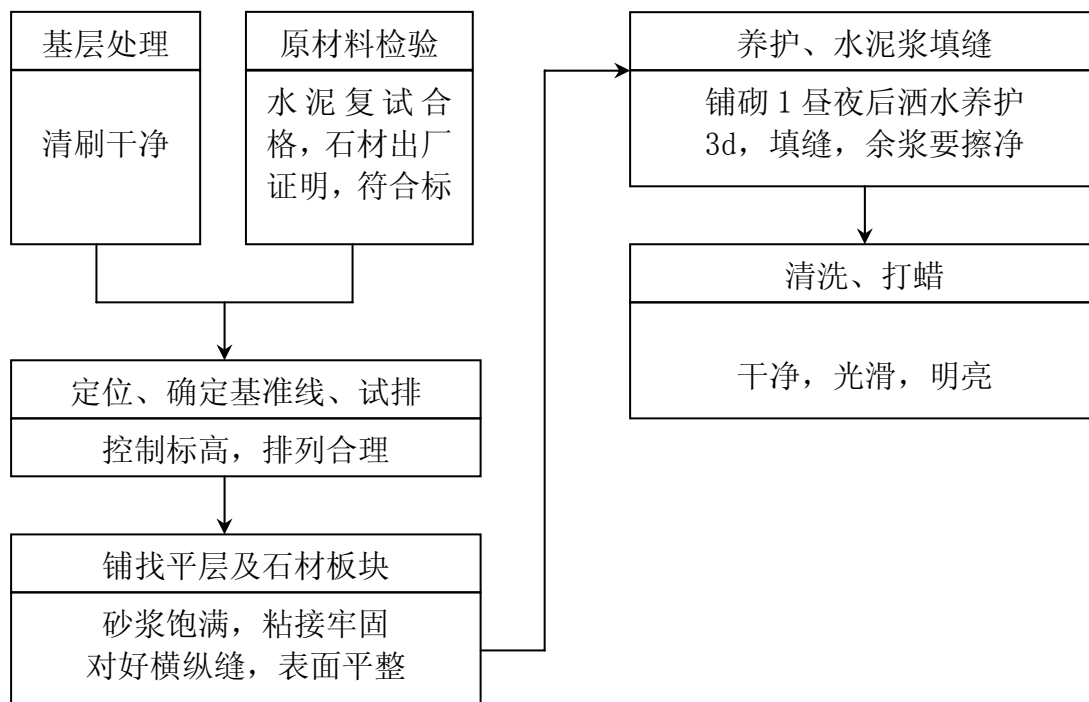 基层处理
清刷干净
原材料检验
水泥复试合
格，石材出厂
证明，符合标
定位、确定基准线、试排
控制标高，排列合理
铺找平层及石材板块
砂浆饱满，粘接牢固
对好横纵缝，表面平整
养护、水泥浆填缝
铺砌1昼夜后洒水养护
3d，填缝，余浆要擦净
清洗、打蜡
干净，光滑，明亮